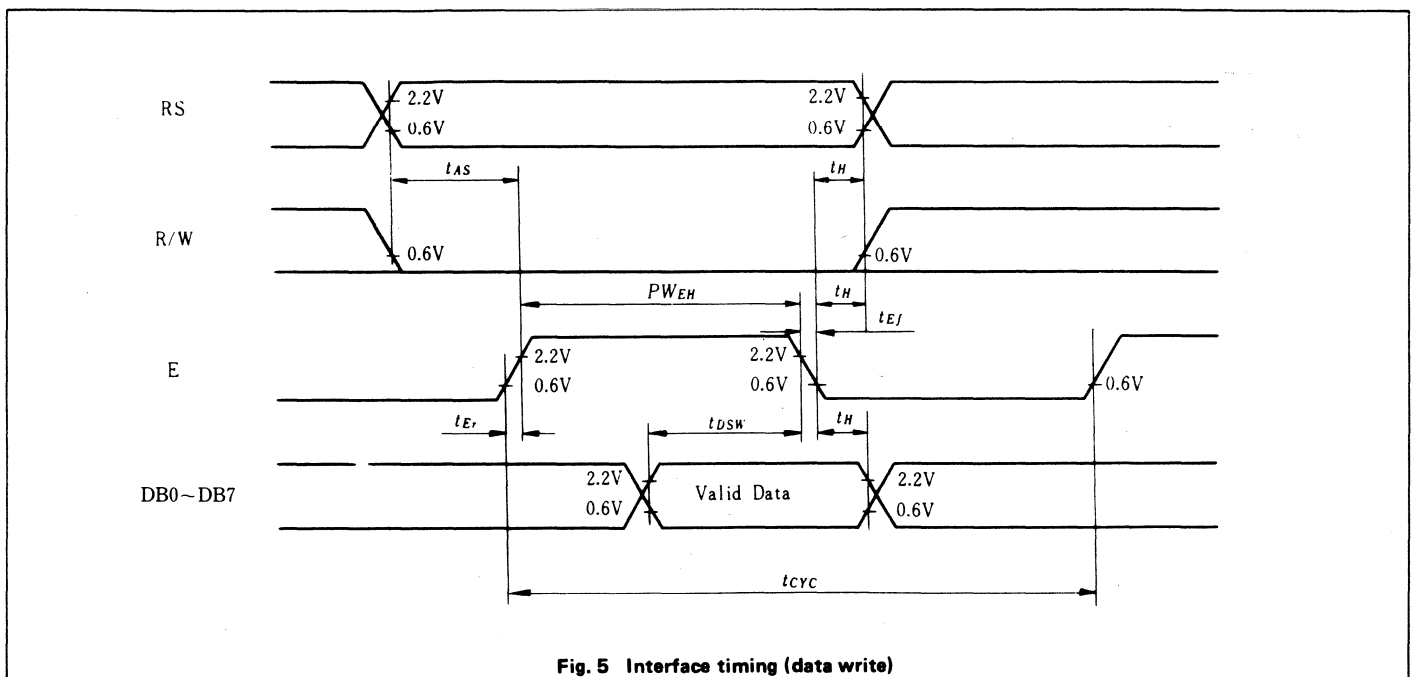 RS
2.2V
0.6V
2.2V
0.6V
tAS
tH
R/W
0.6V
0.6V
PWEH
tH
tEf
E
2.2V
0.6V
2.2V
0.6V
0.6V
tEr
tDSW
tH
DB0~DB7
2.2V
0.6V
Valid Data
2.2V
0.6V
tCYC
Fig. 5 Interface timing (data write)